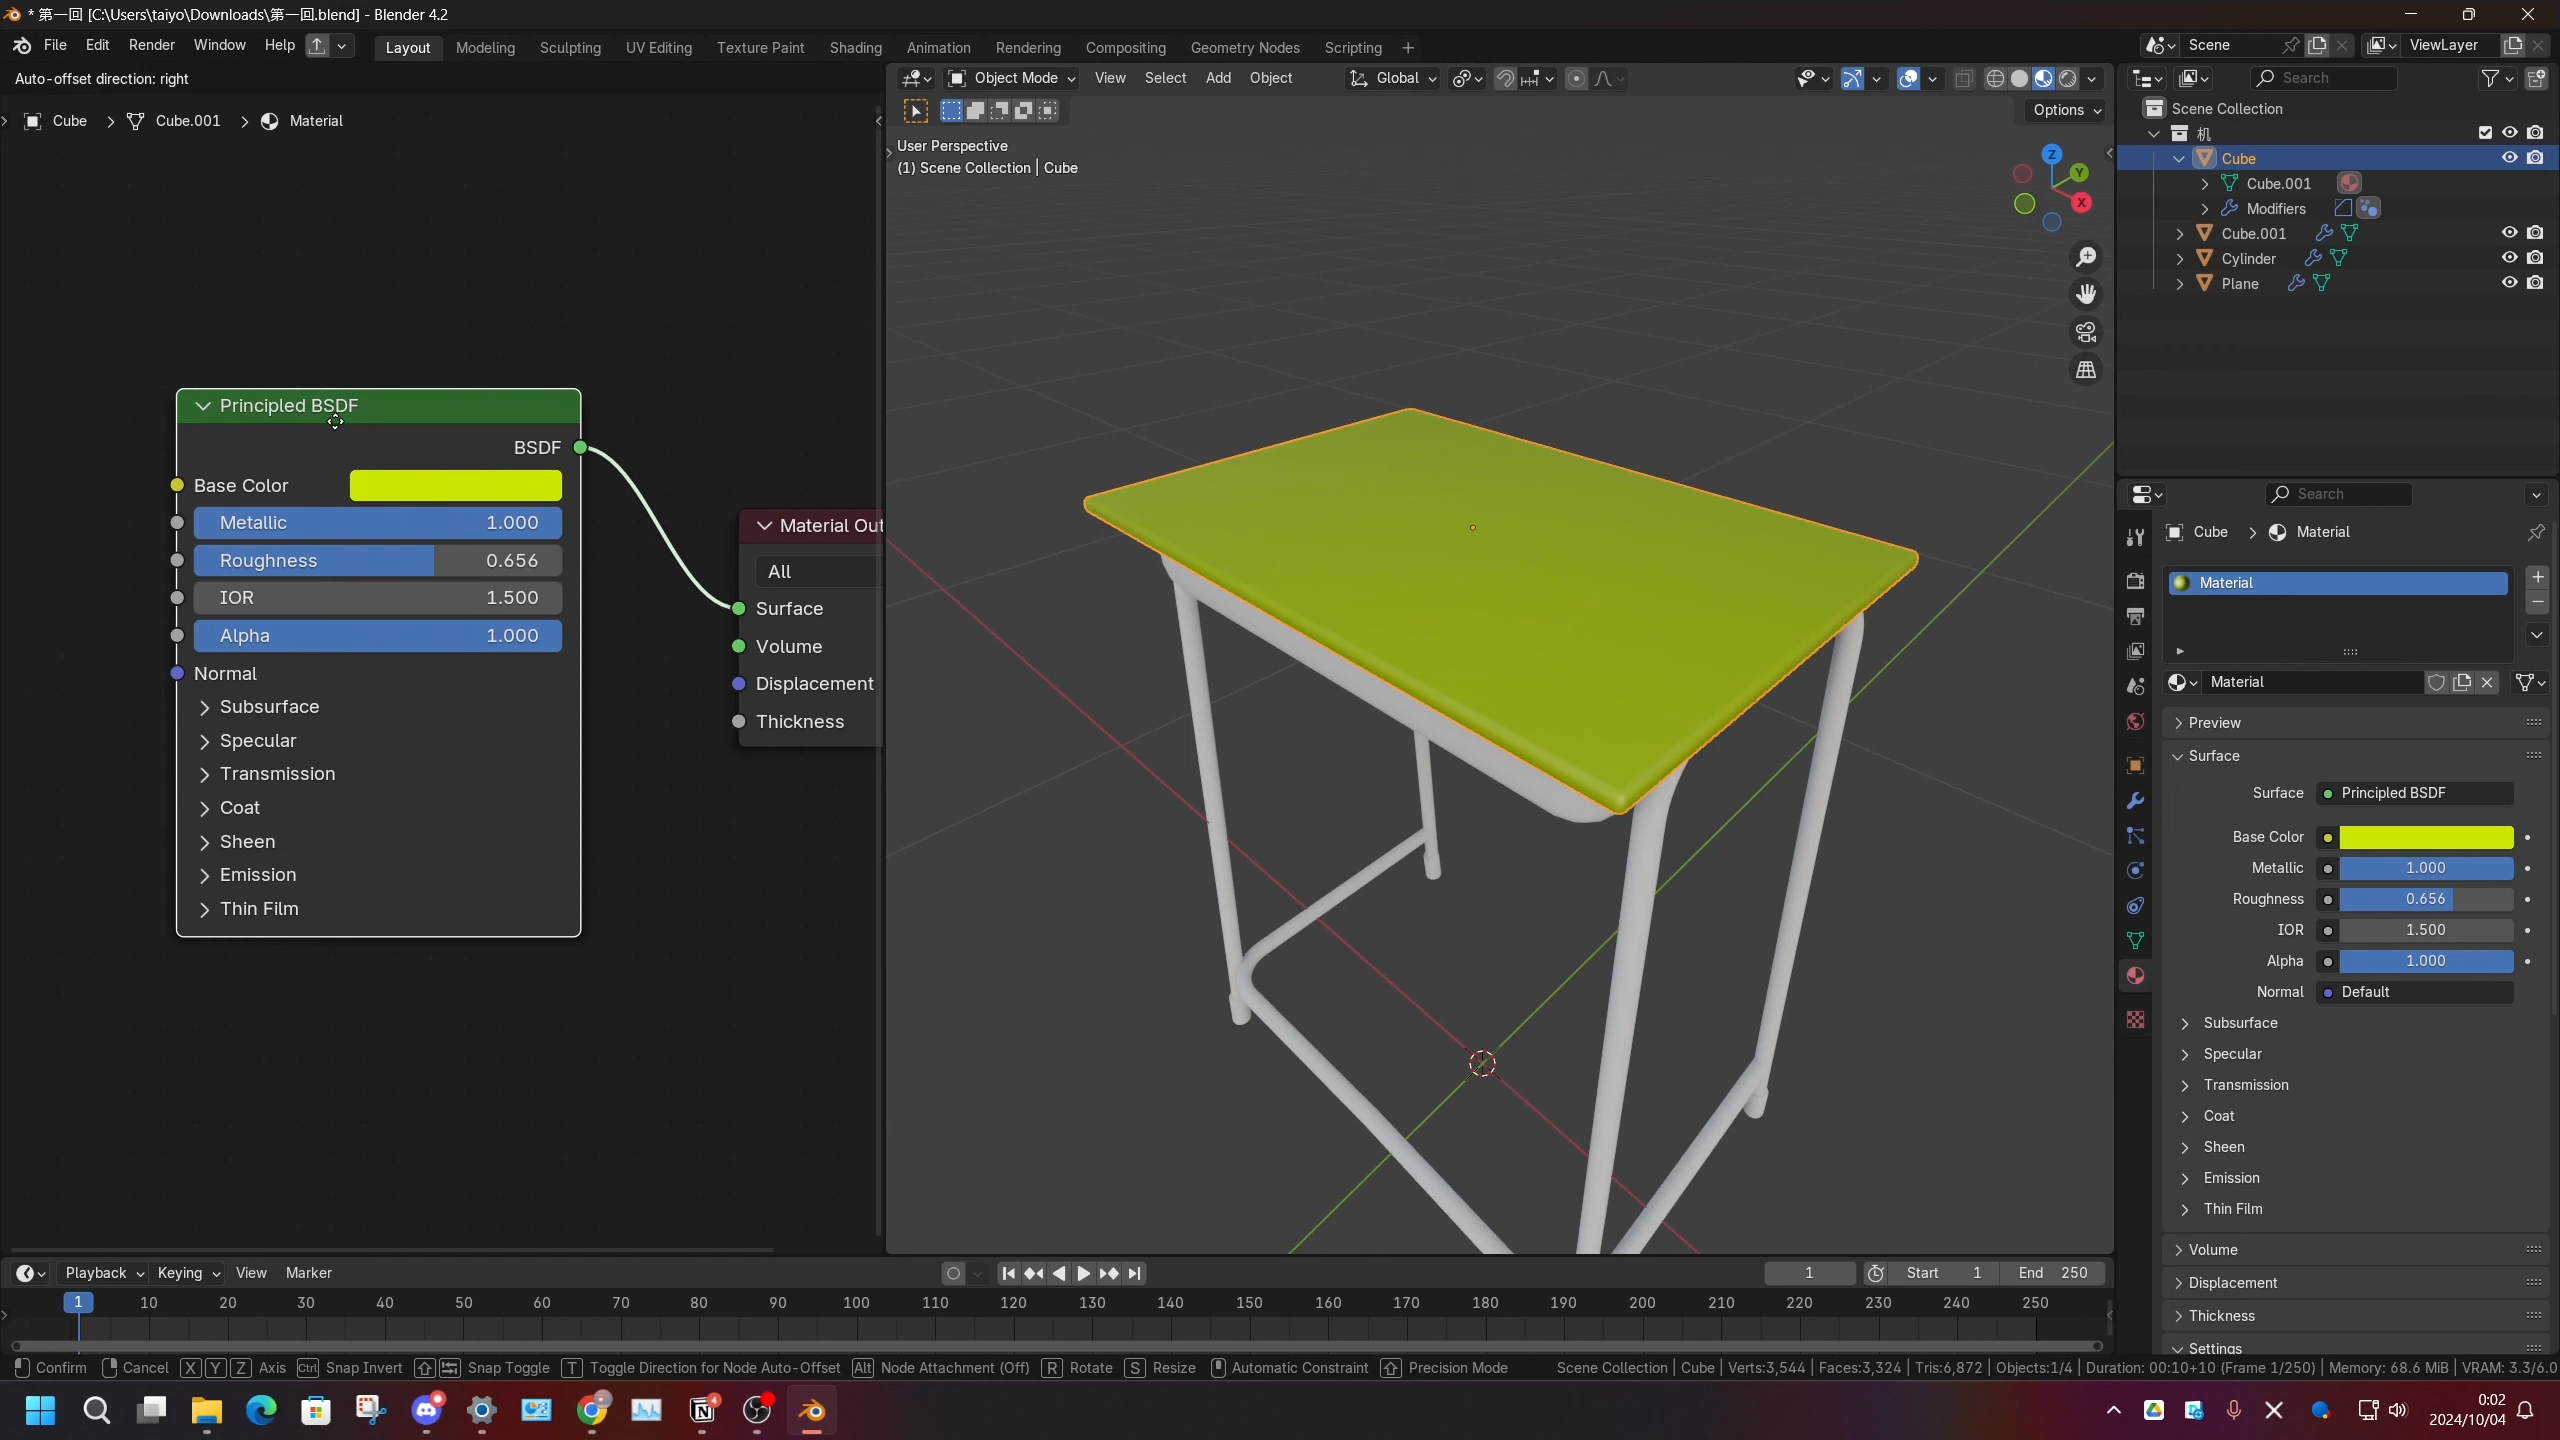 * 第一回 [C:\Users\taiyo\Downloads\第一回.blend] - Blender 4.2
File Edit Render Window Help
Layout Modeling Sculpting UV Editing Texture Paint Shading Animation Rendering Compositing Geometry Nodes Scripting +
Scene
ViewLayer
Auto-offset direction: right
Cube > Cube.001 > Material
Object Mode View Select Add Object
Global
Options
User Perspective
(1) Scene Collection | Cube
Z
Y
X
Principled BSDF
BSDF
Base Color
Metallic 1.000
Roughness 0.656
IOR 1.500
Alpha 1.000
Normal
Subsurface
Specular
Transmission
Coat
Sheen
Emission
Thin Film
Material Out
All
Surface
Volume
Displacement
Thickness
Search
Scene Collection
机
Cube
Cube.001
Modifiers
Cube.001
Cylinder
Plane
Search
Cube > Material
Material
Material
Preview
Surface
Surface Principled BSDF
Base Color
Metallic 1.000
Roughness 0.656
IOR 1.500
Alpha 1.000
Normal Default
Subsurface
Specular
Transmission
Coat
Sheen
Emission
Thin Film
Volume
Displacement
Thickness
Settings
Playback Keying View Marker
1 Start 1 End 250
1 10 20 30 40 50 60 70 80 90 100 110 120 130 140 150 160 170 180 190 200 210 220 230 240 250
Confirm Cancel X Y Z Axis Ctrl Snap Invert Snap Toggle T Toggle Direction for Node Auto-Offset Alt Node Attachment (Off) R Rotate S Resize Automatic Constraint Precision Mode Scene Collection | Cube | Verts:3,544 | Faces:3,324 | Tris:6,872 | Objects:1/4 | Duration: 00:10+10 (Frame 1/250) | Memory: 68.6 MiB | VRAM: 3.3/6.0
0:02
2024/10/04